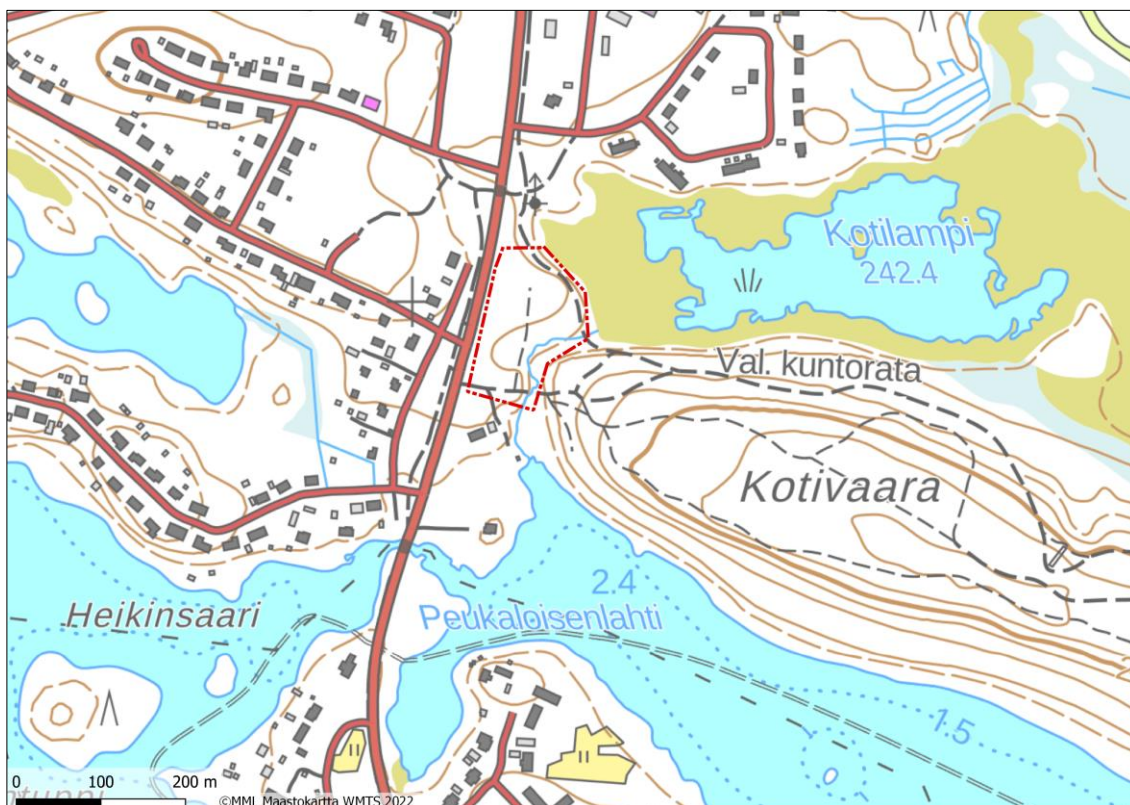 Kotilampi
242.4
Val. kuntorata
Kotivaara
2.4
Heikinsaari
Peukaloisenlahti
1.5
0 100 200 m
©MML Maastokartta WMTS 2022